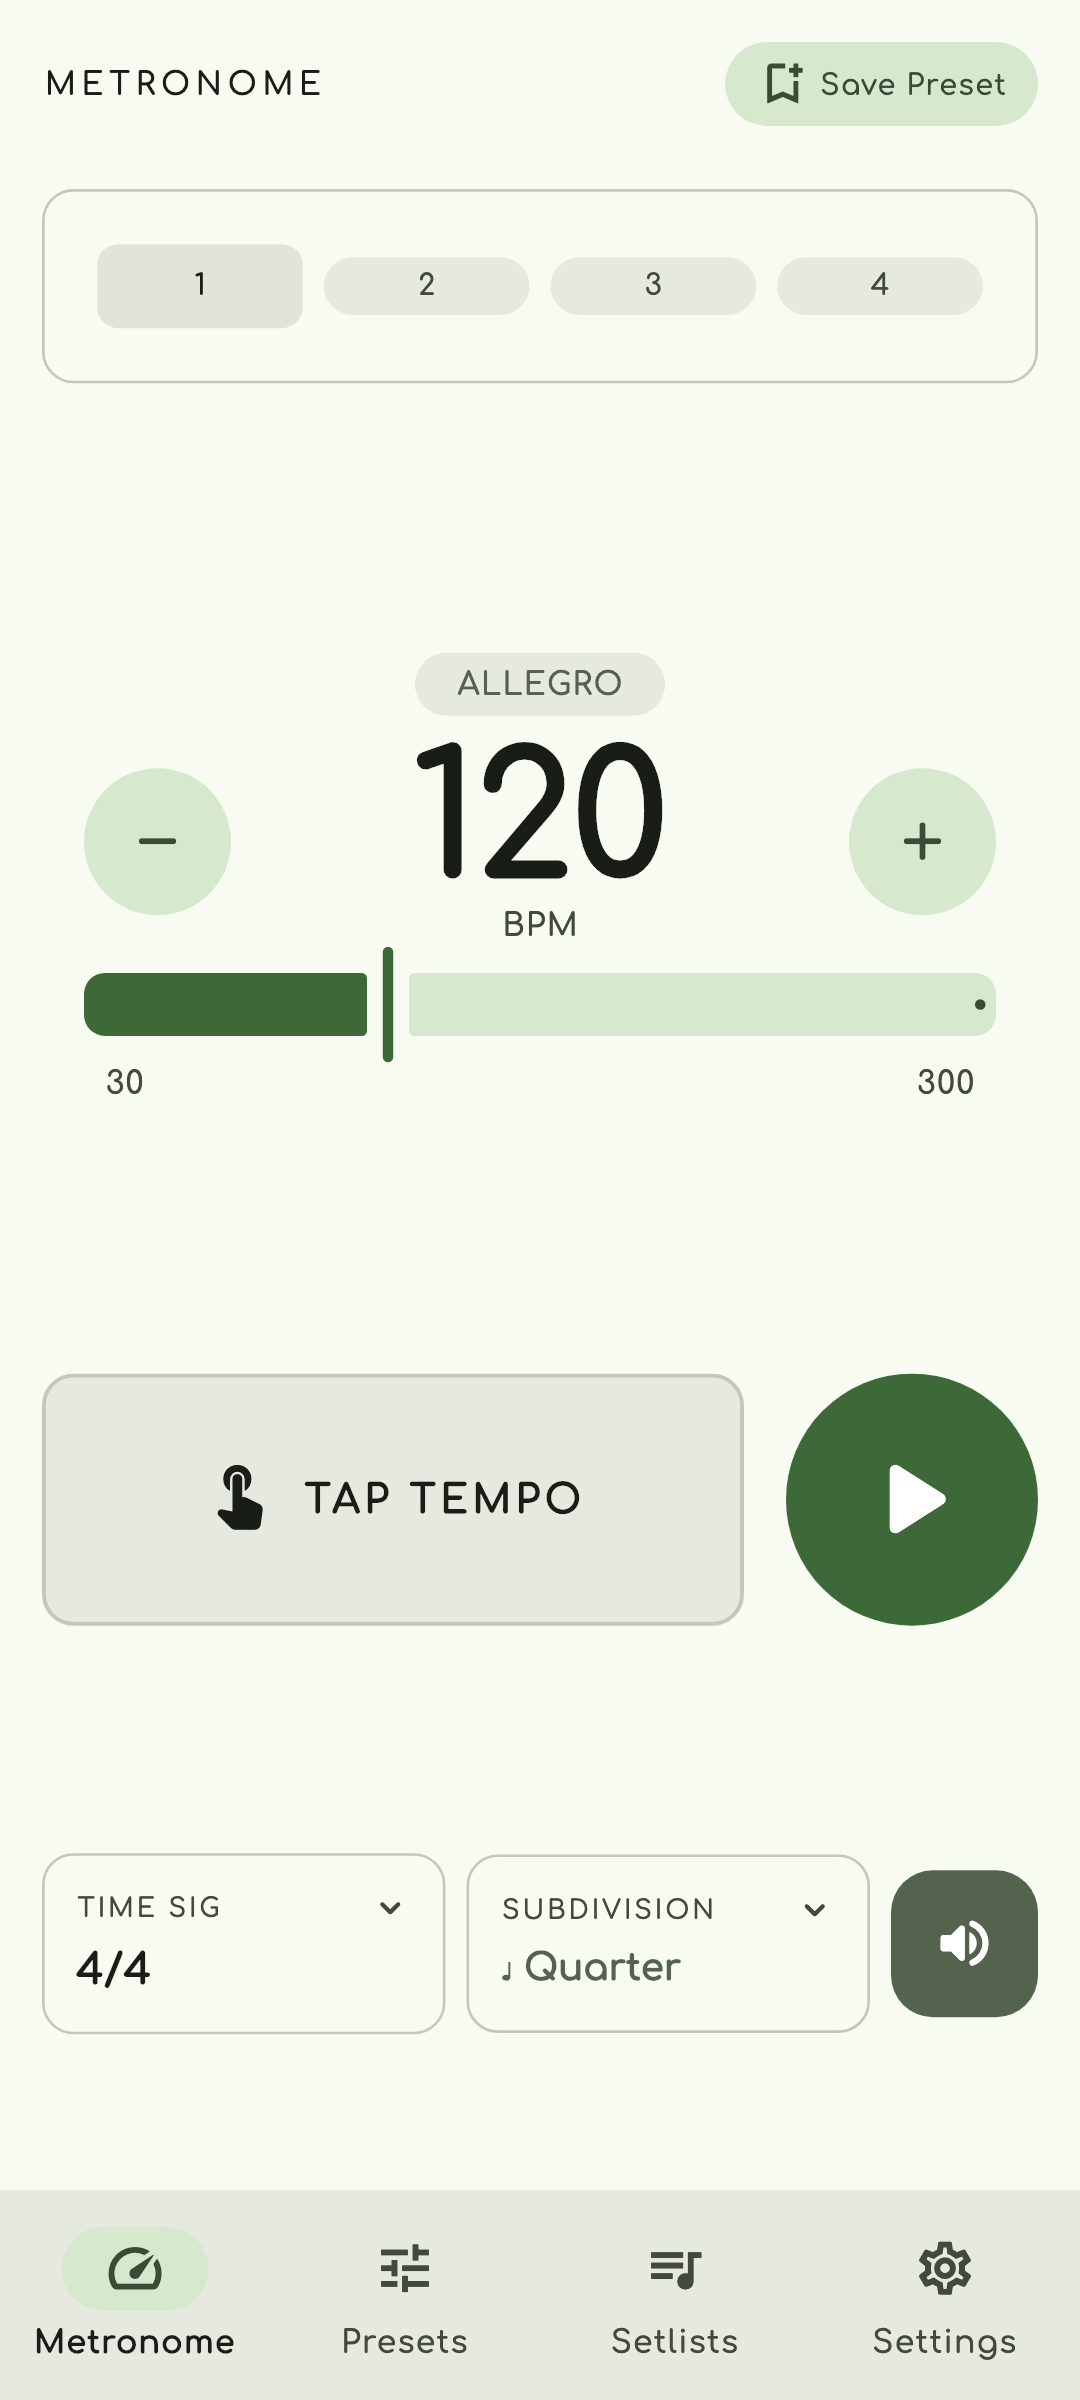 METRONOME
Save Preset
1 2 3 4
ALLEGRO
120
BPM
30 300
TAP TEMPO
TIME SIG
4/4
SUBDIVISION
♩ Quarter
Metronome Presets Setlists Settings